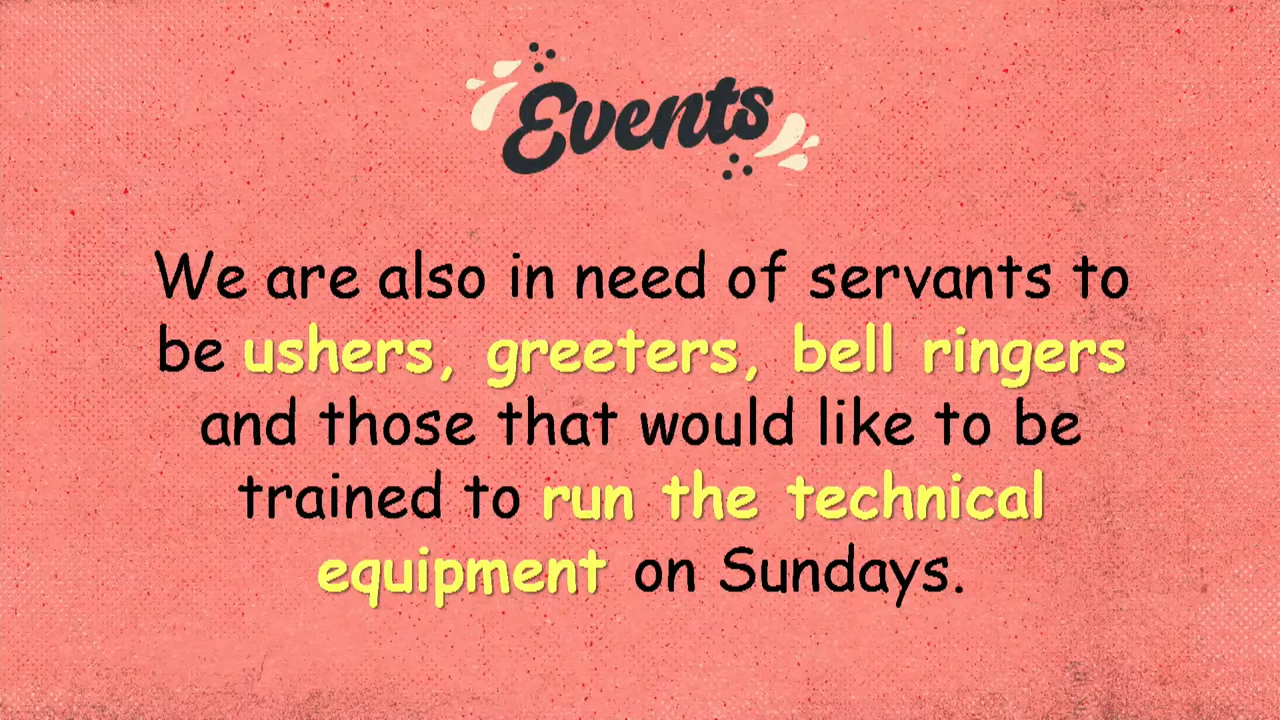 Events
We are also in need of servants to
be ushers, greeters, bell ringers
and those that would like to be
trained to run the technical
equipment on Sundays.